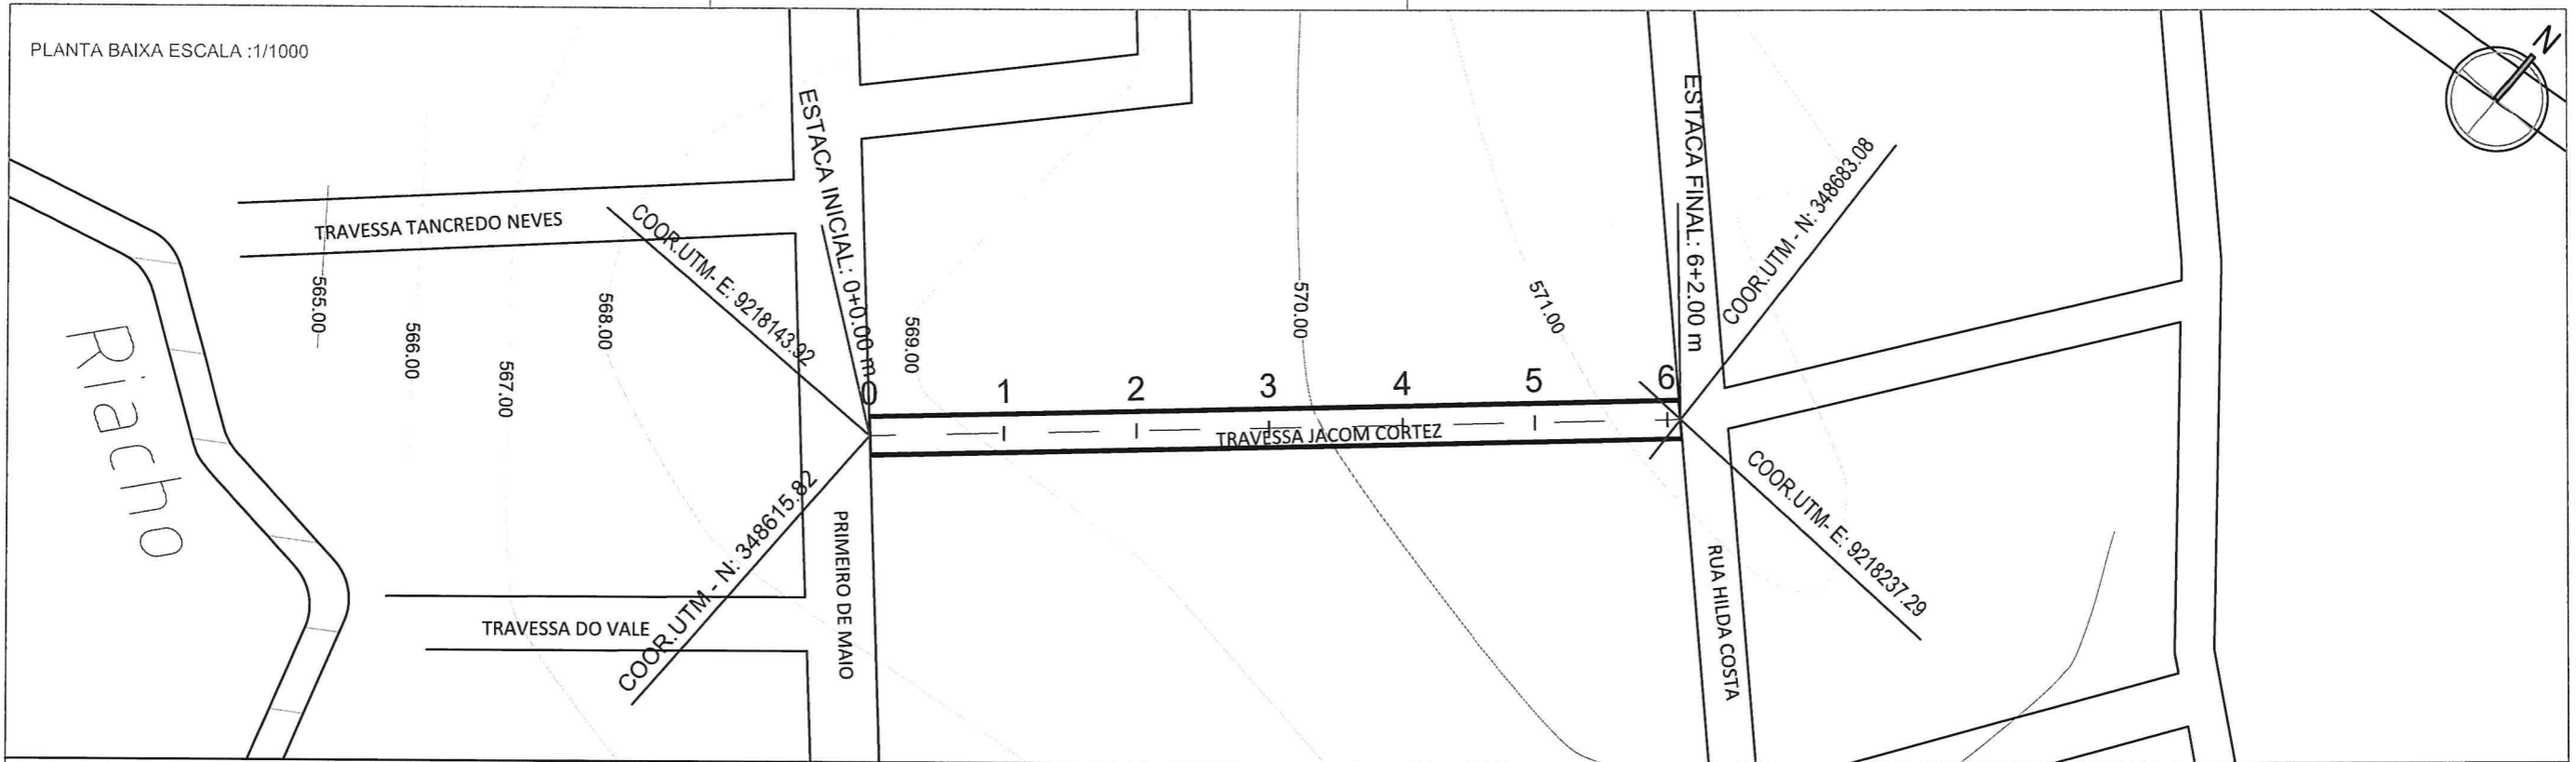 PLANTA BAIXA ESCALA :1/1000
N
ESTACA INICIAL: 0+0.00 m
ESTACA FINAL: 6+2.00 m
COOR.UTM - N: 348683.08
TRAVESSA TANCREDO NEVES
COOR.UTM- E: 9218143.92
565.00
566.00
567.00
568.00
569.00
570.00
571.00
Riacho
0 1 2 3 4 5 6
TRAVESSA JACOM CORTEZ
COOR.UTM - N: 348615.82
PRIMEIRO DE MAIO
COOR.UTM- E: 9218237.29
RUA HILDA COSTA
TRAVESSA DO VALE